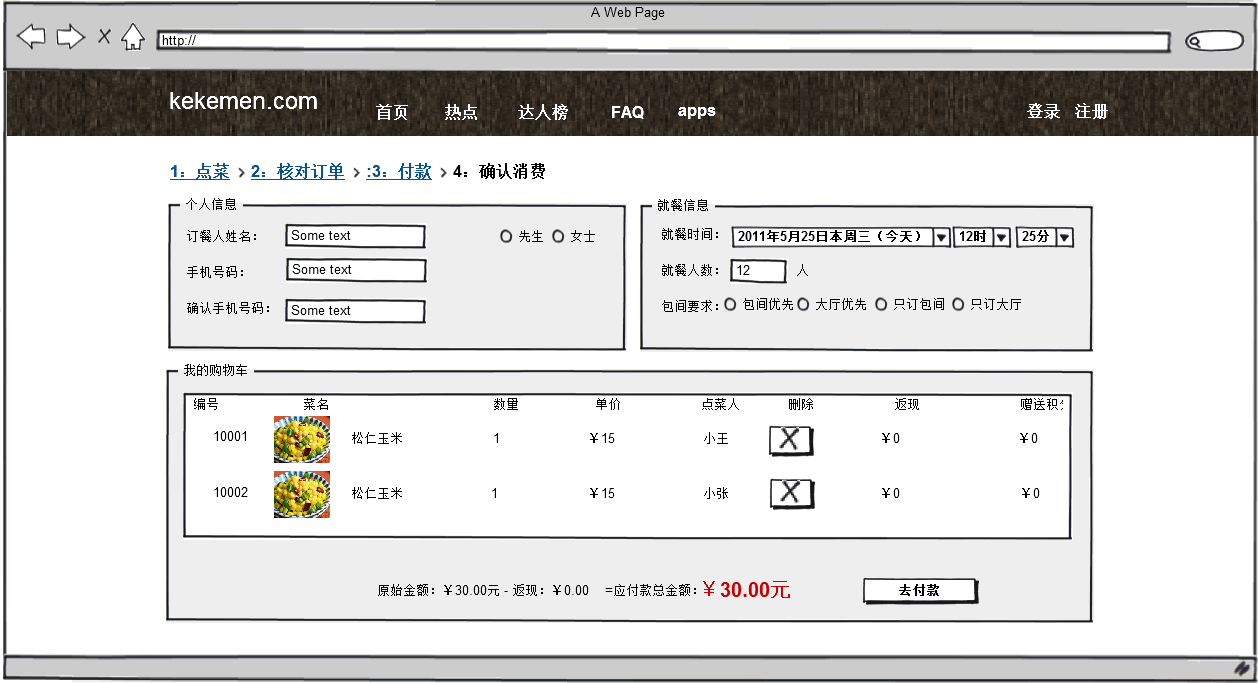 A Web Page
http://
kekemen.com 首页 热点 达人榜 FAQ apps 登录 注册
1：点菜 > 2：核对订单 > :3：付款 > 4：确认消费
个人信息
订餐人姓名： Some text 先生 女士
手机号码： Some text
确认手机号码： Some text
就餐信息
就餐时间： 2011年5月25日本周三（今天） 12时 25分
就餐人数： 12 人
包间要求： 包间优先 大厅优先 只订包间 只订大厅
我的购物车
编号 菜名 数量 单价 点菜人 删除 返现 赠送积
10001 松仁玉米 1 ￥15 小王 X ￥0 ￥0
10002 松仁玉米 1 ￥15 小张 X ￥0 ￥0
原始金额：￥30.00元 - 返现：￥0.00 =应付款总金额：￥30.00元 去付款